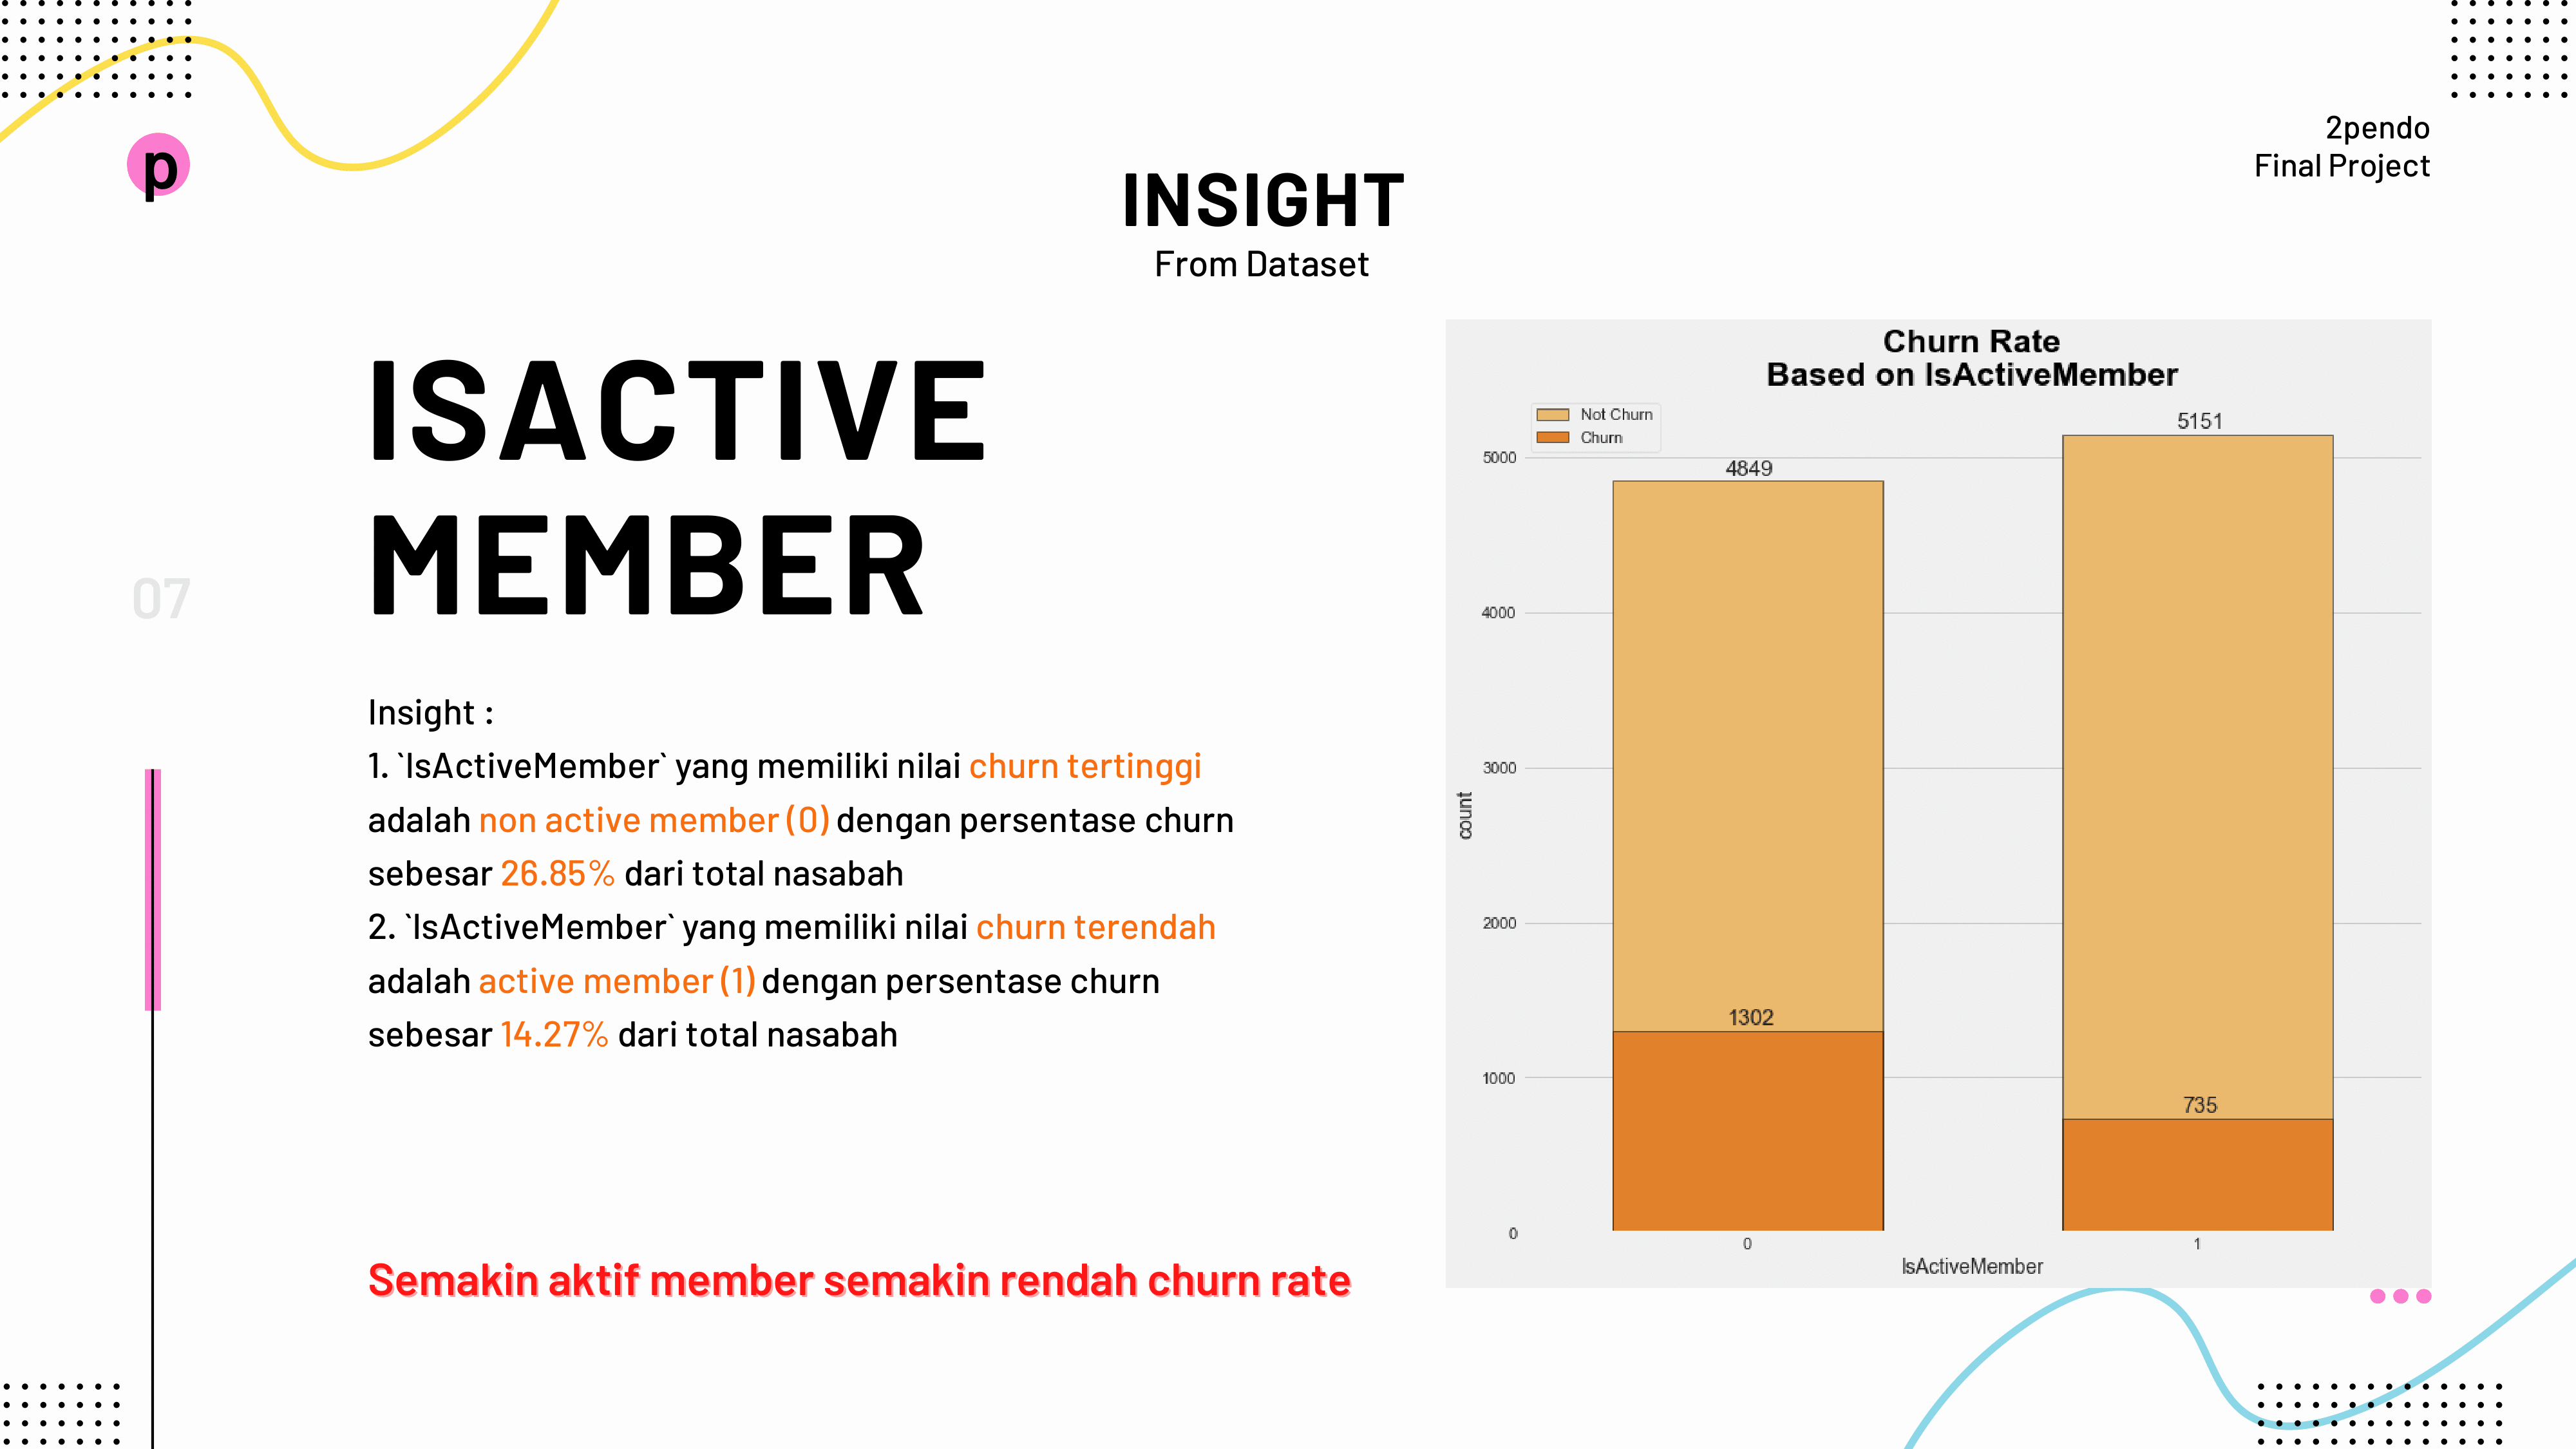 p
2pendo
Final Project
INSIGHT
From Dataset
ISACTIVE
MEMBER
07
Insight :
1. `IsActiveMember` yang memiliki nilai churn tertinggi
adalah non active member (0) dengan persentase churn
sebesar 26.85% dari total nasabah
2. `IsActiveMember` yang memiliki nilai churn terendah
adalah active member (1) dengan persentase churn
sebesar 14.27% dari total nasabah
Semakin aktif member semakin rendah churn rate
Churn Rate
Based on IsActiveMember
Not Churn
Churn
5151
4849
5000
4000
3000
count
2000
1302
1000
735
0
0
1
IsActiveMember